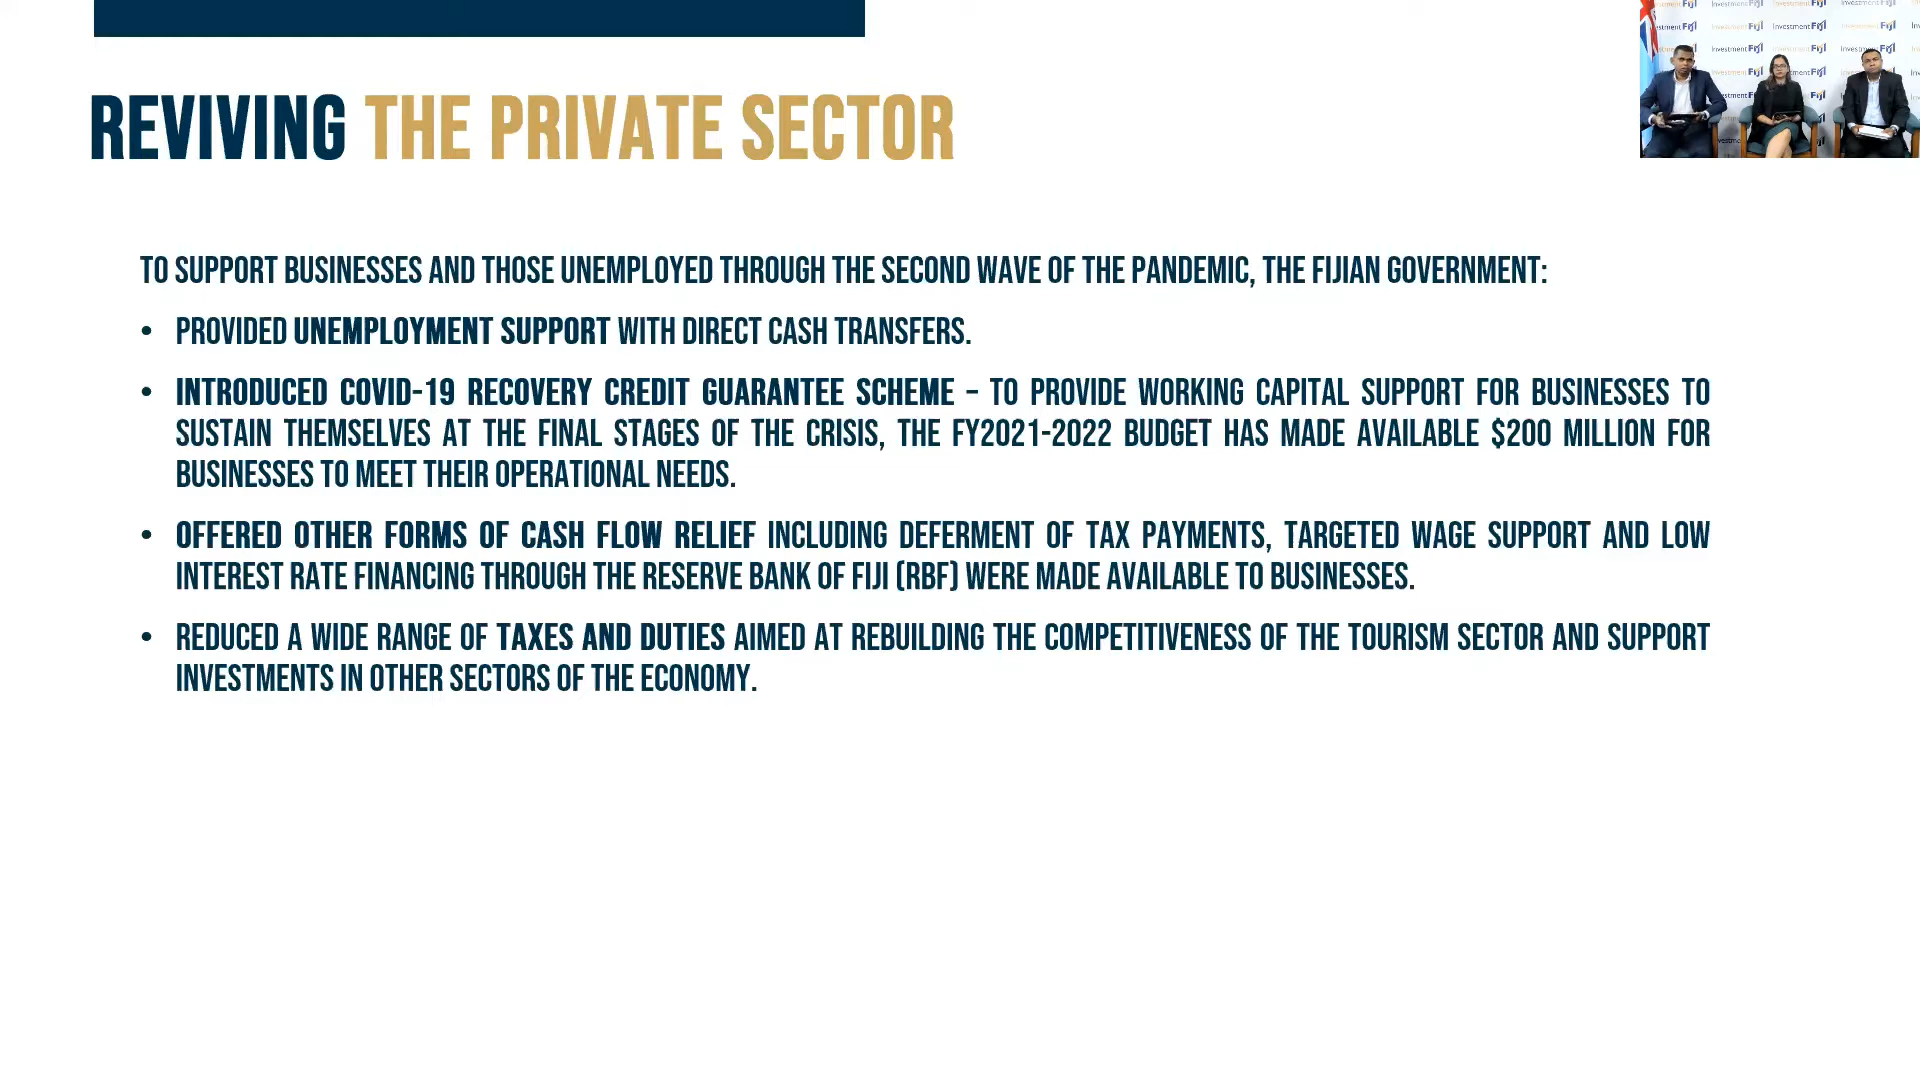 REVIVING THE PRIVATE SECTOR
TO SUPPORT BUSINESSES AND THOSE UNEMPLOYED THROUGH THE SECOND WAVE OF THE PANDEMIC, THE FIJIAN GOVERNMENT:
• PROVIDED UNEMPLOYMENT SUPPORT WITH DIRECT CASH TRANSFERS.
• INTRODUCED COVID-19 RECOVERY CREDIT GUARANTEE SCHEME – TO PROVIDE WORKING CAPITAL SUPPORT FOR BUSINESSES TO
SUSTAIN THEMSELVES AT THE FINAL STAGES OF THE CRISIS, THE FY2021-2022 BUDGET HAS MADE AVAILABLE $200 MILLION FOR
BUSINESSES TO MEET THEIR OPERATIONAL NEEDS.
• OFFERED OTHER FORMS OF CASH FLOW RELIEF INCLUDING DEFERMENT OF TAX PAYMENTS, TARGETED WAGE SUPPORT AND LOW
INTEREST RATE FINANCING THROUGH THE RESERVE BANK OF FIJI (RBF) WERE MADE AVAILABLE TO BUSINESSES.
• REDUCED A WIDE RANGE OF TAXES AND DUTIES AIMED AT REBUILDING THE COMPETITIVENESS OF THE TOURISM SECTOR AND SUPPORT
INVESTMENTS IN OTHER SECTORS OF THE ECONOMY.
Investment Fiji